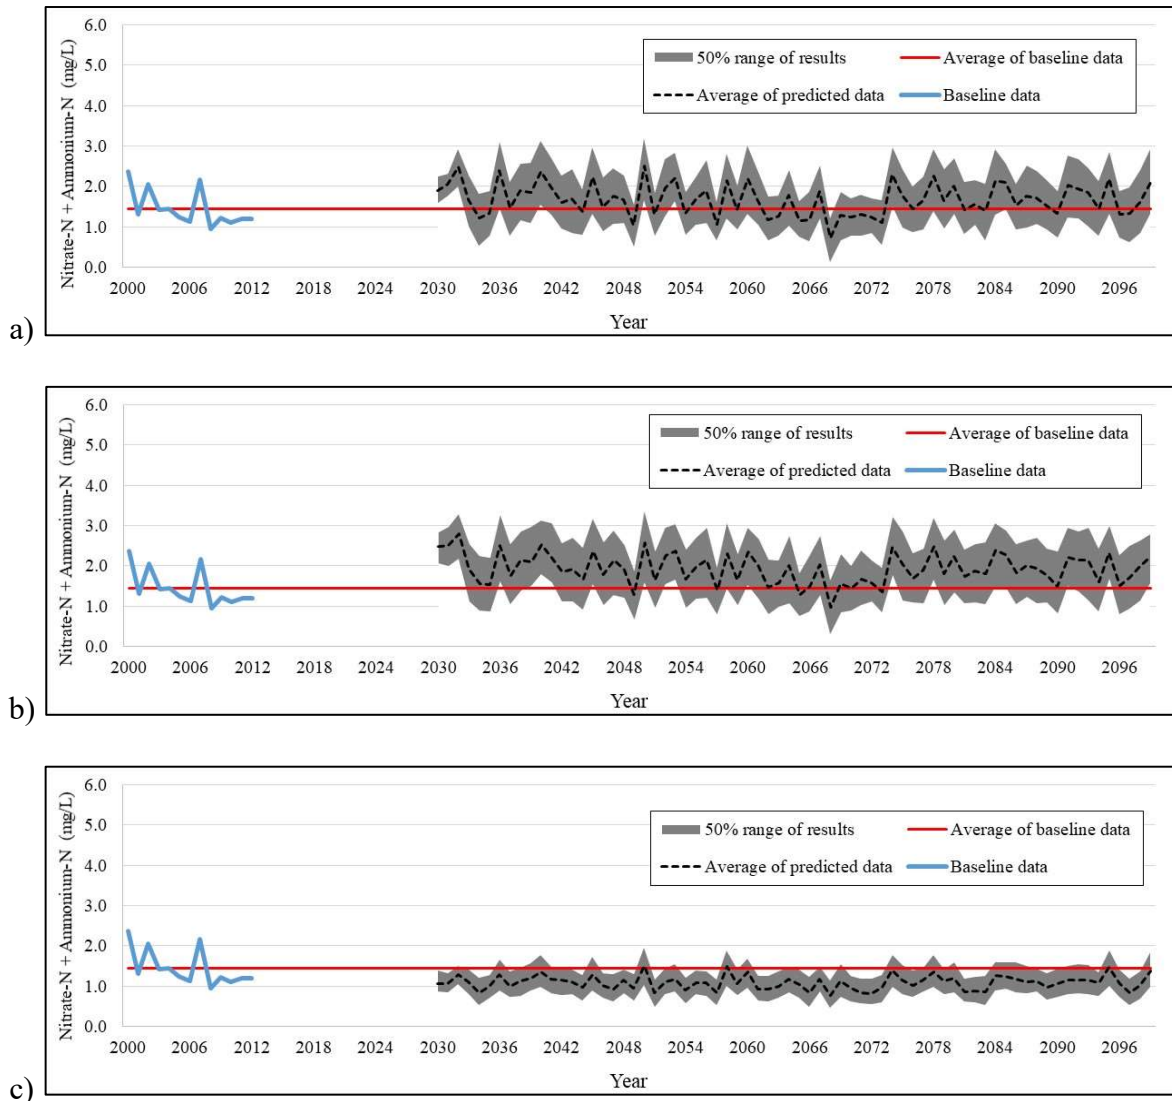 6.0
5.0
4.0
3.0
2.0
1.0
0.0
Nitrate-N + Ammonium-N (mg/L)
50% range of results
Average of baseline data
Average of predicted data
Baseline data
2000 2006 2012 2018 2024 2030 2036 2042 2048 2054 2060 2066 2072 2078 2084 2090 2096
Year
a)
6.0
5.0
4.0
3.0
2.0
1.0
0.0
Nitrate-N + Ammonium-N (mg/L)
50% range of results
Average of baseline data
Average of predicted data
Baseline data
2000 2006 2012 2018 2024 2030 2036 2042 2048 2054 2060 2066 2072 2078 2084 2090 2096
Year
b)
6.0
5.0
4.0
3.0
2.0
1.0
0.0
Nitrate-N + Ammonium-N (mg/L)
50% range of results
Average of baseline data
Average of predicted data
Baseline data
2000 2006 2012 2018 2024 2030 2036 2042 2048 2054 2060 2066 2072 2078 2084 2090 2096
Year
c)